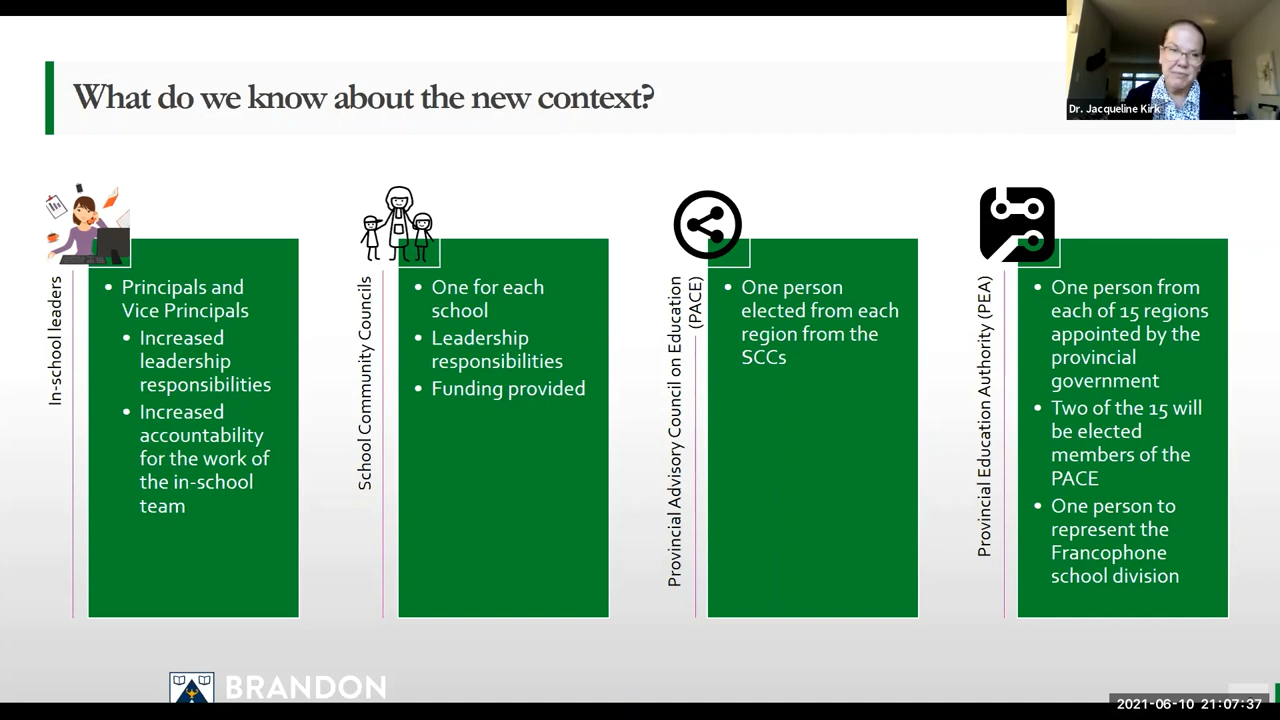 What do we know about the new context?
Dr. Jacqueline Kirk
In-school leaders
• Principals and
Vice Principals
• Increased
leadership
responsibilities
• Increased
accountability
for the work of
the in-school
team
School Community Councils
• One for each
school
• Leadership
responsibilities
• Funding provided
Provincial Advisory Council on Education
(PACE)
• One person
elected from each
region from the
SCCs
Provincial Education Authority (PEA)
• One person from
each of 15 regions
appointed by the
provincial
government
• Two of the 15 will
be elected
members of the
PACE
• One person to
represent the
Francophone
school division
BRANDON
2021-06-10 21:07:37